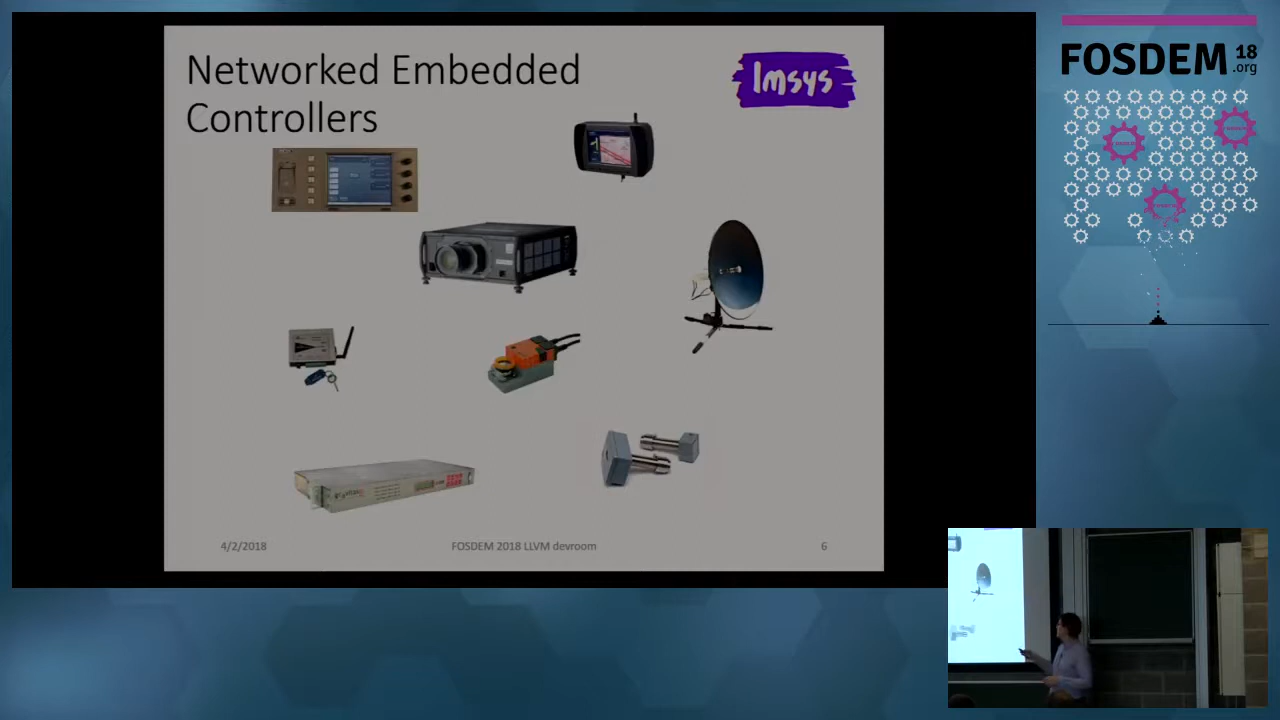 Networked Embedded
Controllers
Imsys
4/2/2018
FOSDEM 2018 LLVM devroom
6
FOSDEM 18
.org